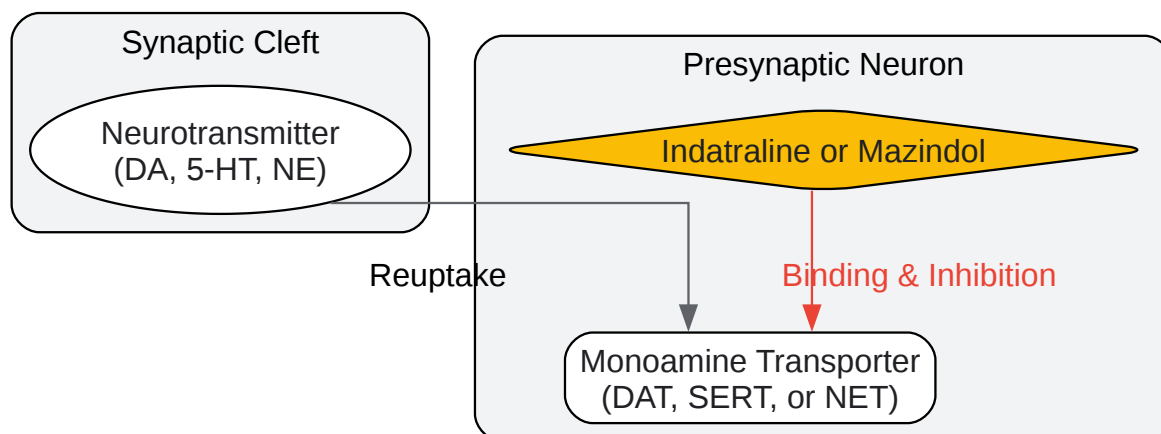 Synaptic Cleft
Neurotransmitter
(DA, 5-HT, NE)
Presynaptic Neuron
Indatraline or Mazindol
Reuptake
Binding & Inhibition
Monoamine Transporter
(DAT, SERT, or NET)